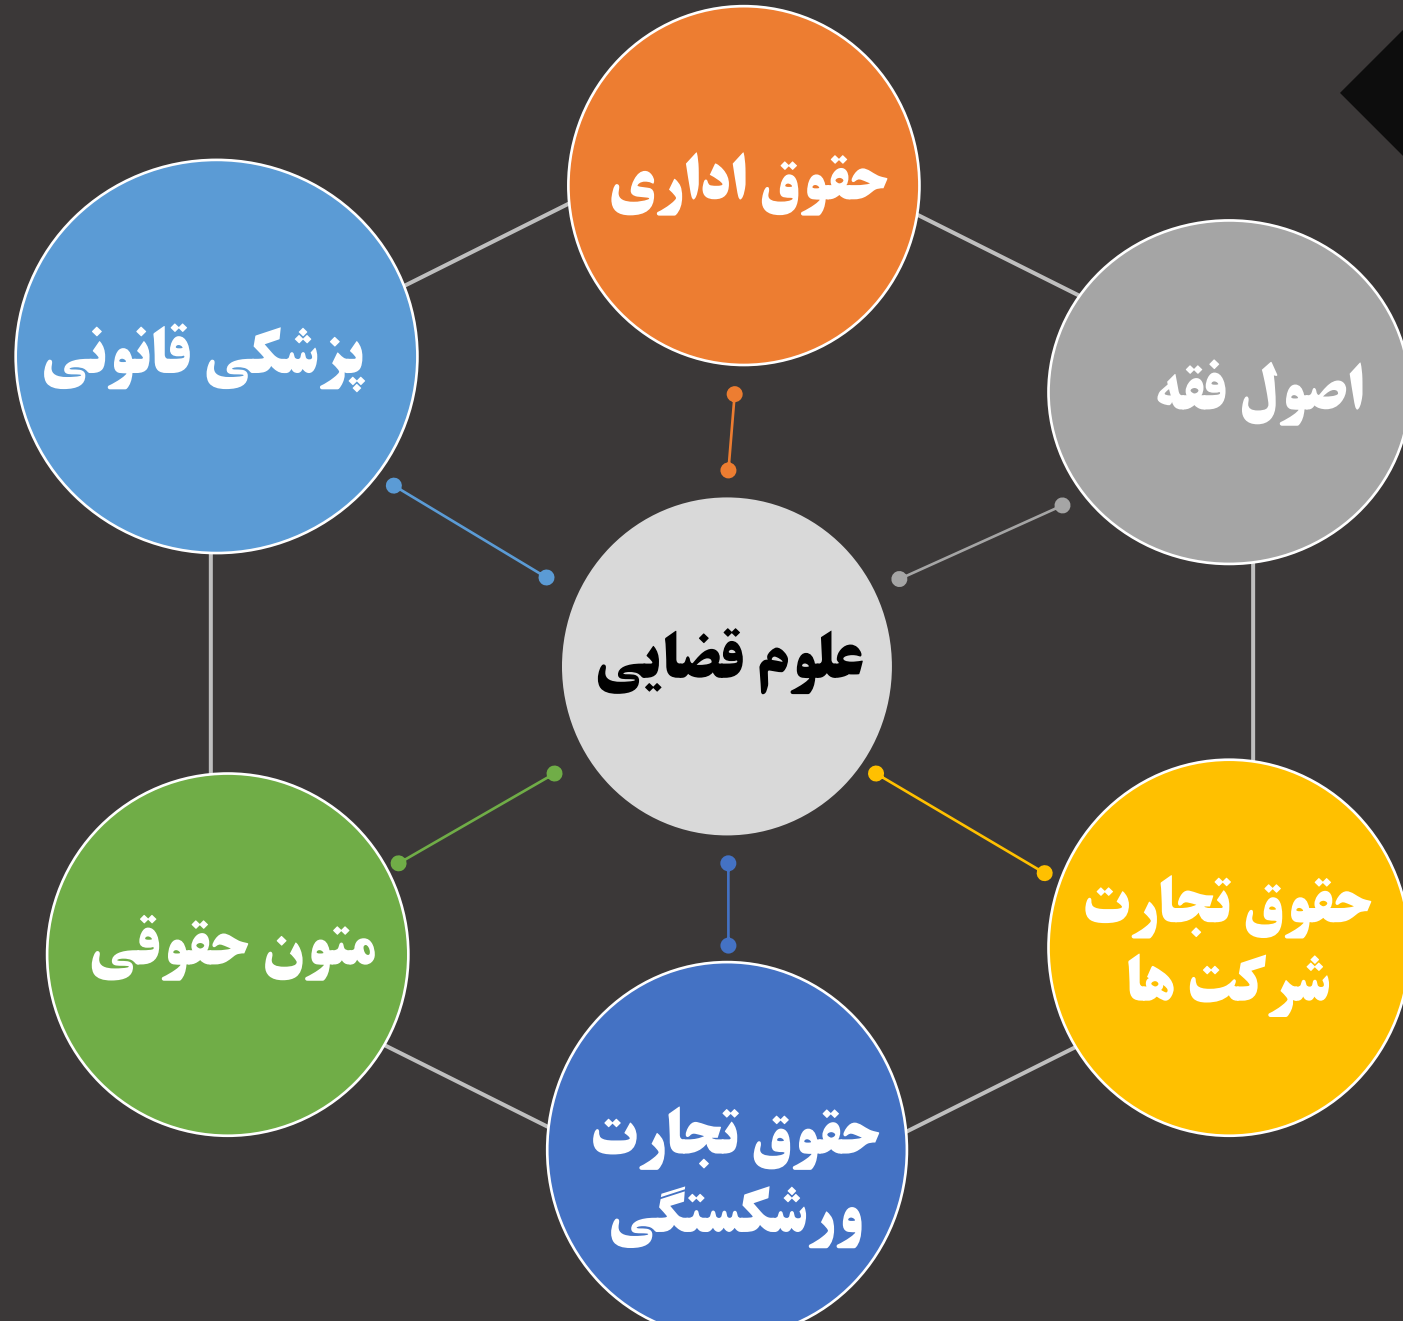 حقوق اداری
اصول فقه
پزشکی قانونی
علوم قضایی
حقوق تجارت
شرکت ها
متون حقوقی
حقوق تجارت
ورشکستگی